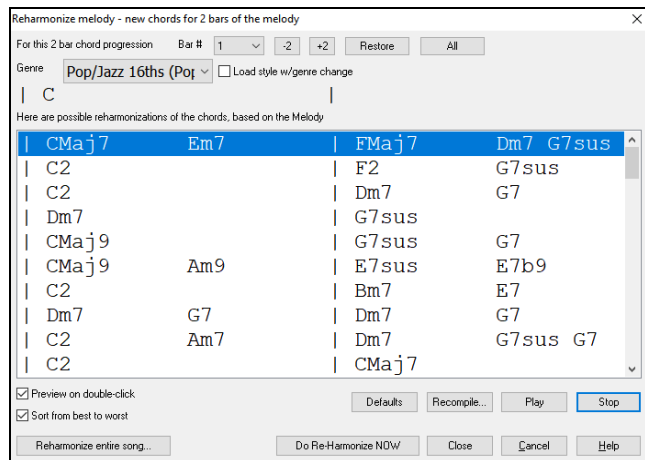 Reharmonize melody - new chords for 2 bars of the melody
For this 2 bar chord progression Bar # 1 -2 +2 Restore All
Genre Pop/Jazz 16ths (Pop Load style w/genre change
| C |
Here are possible reharmonizations of the chords, based on the Melody
| CMaj7 Em7 | FMaj7 Dm7 G7sus
| C2 | F2 G7sus
| C2 | Dm7 G7
| Dm7 | G7sus
| CMaj9 | G7sus G7
| CMaj9 Am9 | E7sus E7b9
| C2 | Bm7 E7
| Dm7 G7 | Dm7 G7
| C2 Am7 | Dm7 G7sus G7
| C2 | CMaj7
Preview on double-click
Sort from best to worst
Defaults Recompile... Play Stop
Reharmonize entire song... Do Re-Harmonize NOW Close Cancel Help